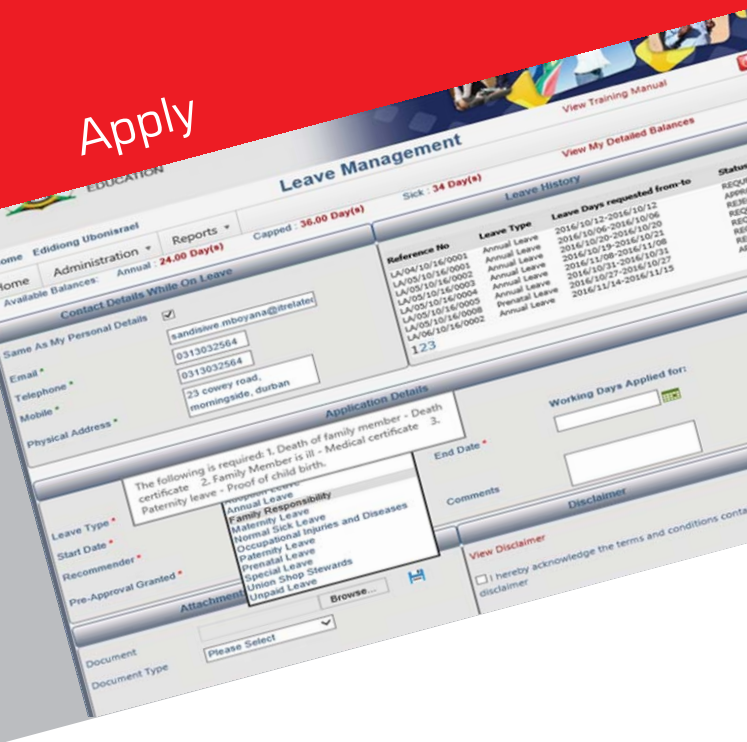 Apply
EDUCATION
Leave Management
View Training Manual
Edidiong Ubonisrael
Administration
Reports
Available Balances: Annual : 24.00 Day(s) Capped : 36.00 Day(s) Sick : 34 Day(s) View My Detailed Balances
Contact Details While On Leave
Same As My Personal Details
Email * sandisiwe.mboyana@itrelated
Telephone * 0313032564
Mobile * 0313032564
Physical Address * 23 cowey road,
morningside, durban
Leave History
Reference No Leave Type Leave Days requested from-to
LA/04/10/16/0001 Annual Leave 2016/10/12-2016/10/12
LA/05/10/16/0001 Annual Leave 2016/10/06-2016/10/06
LA/05/10/16/0002 Annual Leave 2016/10/20-2016/10/20
LA/05/10/16/0003 Annual Leave 2016/10/19-2016/10/21
LA/05/10/16/0004 Annual Leave 2016/11/08-2016/11/08
LA/05/10/16/0005 Annual Leave 2016/10/31-2016/10/31
LA/05/10/16/0008 Prenatal Leave 2016/10/27-2016/10/27
LA/06/10/16/0002 Annual Leave 2016/11/14-2016/11/15
123
Application Details
The following is required: 1. Death of family member - Death
certificate 2. Family Member is ill - Medical certificate 3.
Paternity leave - Proof of child birth.
Leave Type *
Start Date *
Recommender *
Pre-Approval Granted *
Adoption Leave
Annual Leave
Family Responsibility
Maternity Leave
Normal Sick Leave
Occupational Injuries and Diseases
Paternity Leave
Prenatal Leave
Special Leave
Union Shop Stewards
Unpaid Leave
Working Days Applied for:
End Date *
Comments
Attachment
Document Browse...
Document Type Please Select
Disclaimer
View Disclaimer
I hereby acknowledge the terms and conditions
disclaimer